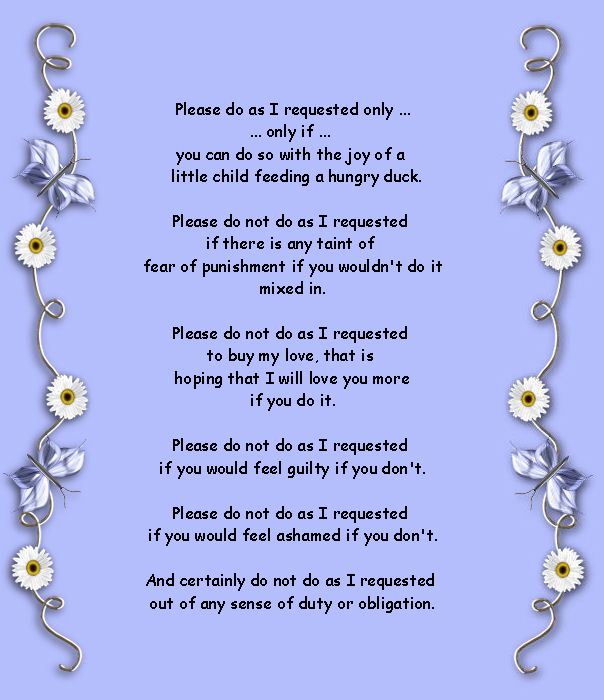 Please do as I requested only ...
... only if ...
you can do so with the joy of a
little child feeding a hungry duck.
Please do not do as I requested
if there is any taint of
fear of punishment if you wouldn't do it
mixed in.
Please do not do as I requested
to buy my love, that is
hoping that I will love you more
if you do it.
Please do not do as I requested
if you would feel guilty if you don't.
Please do not do as I requested
if you would feel ashamed if you don't.
And certainly do not do as I requested
out of any sense of duty or obligation.